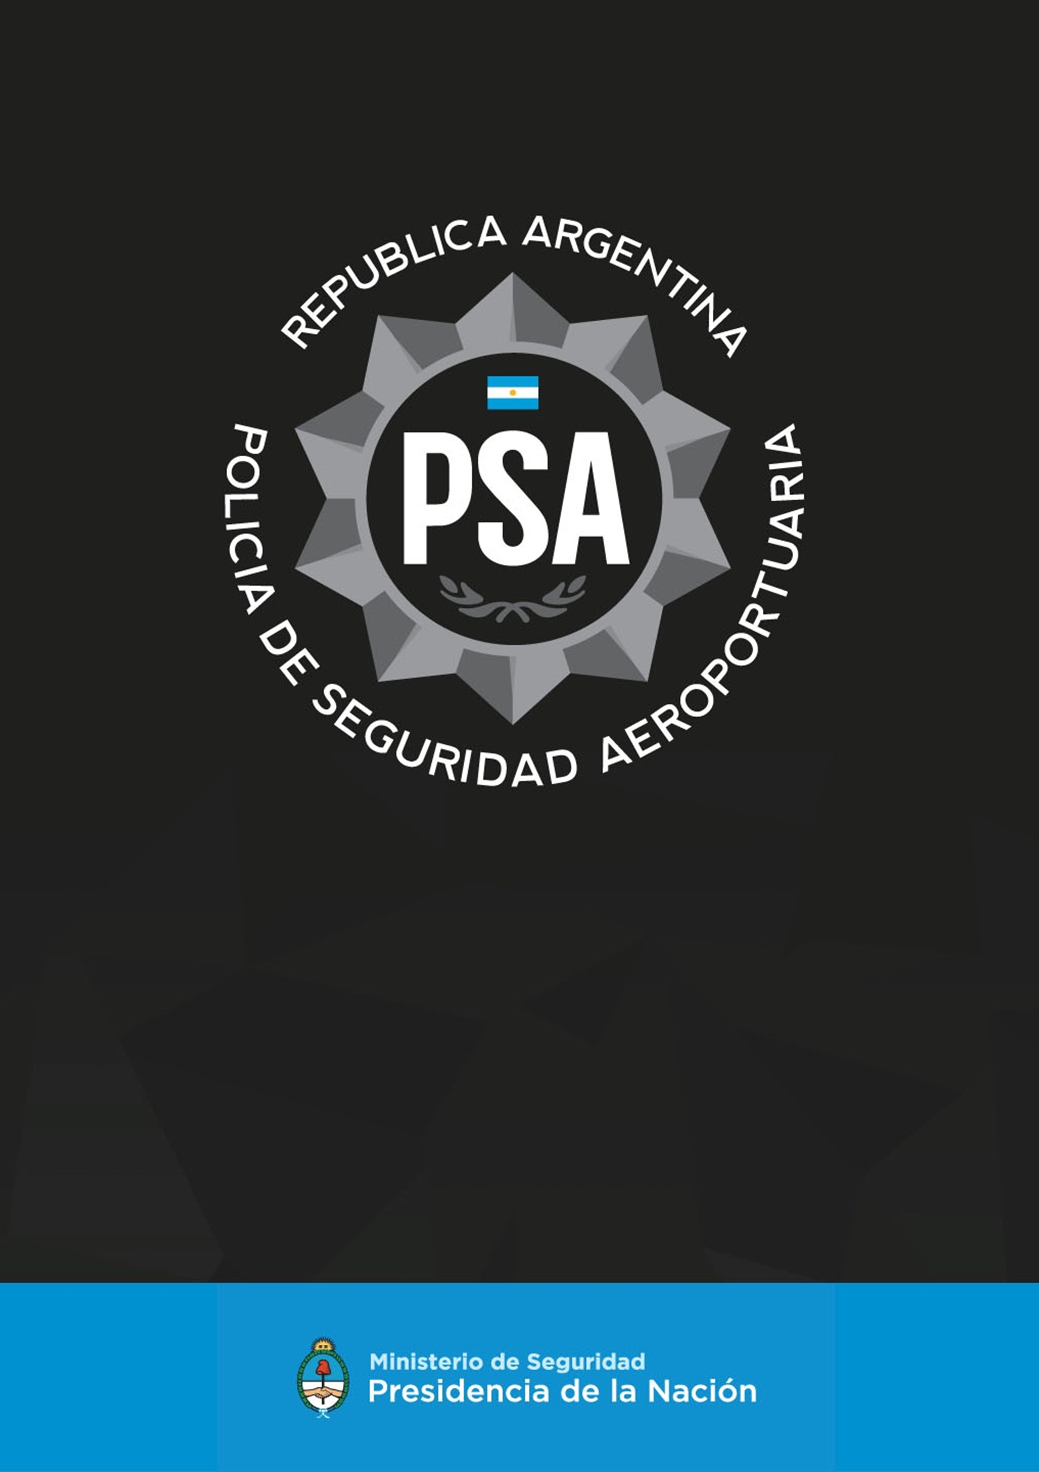 REPUBLICA ARGENTINA
PSA
POLICIA DE SEGURIDAD AEROPORTUARIA
Ministerio de Seguridad
Presidencia de la Nación